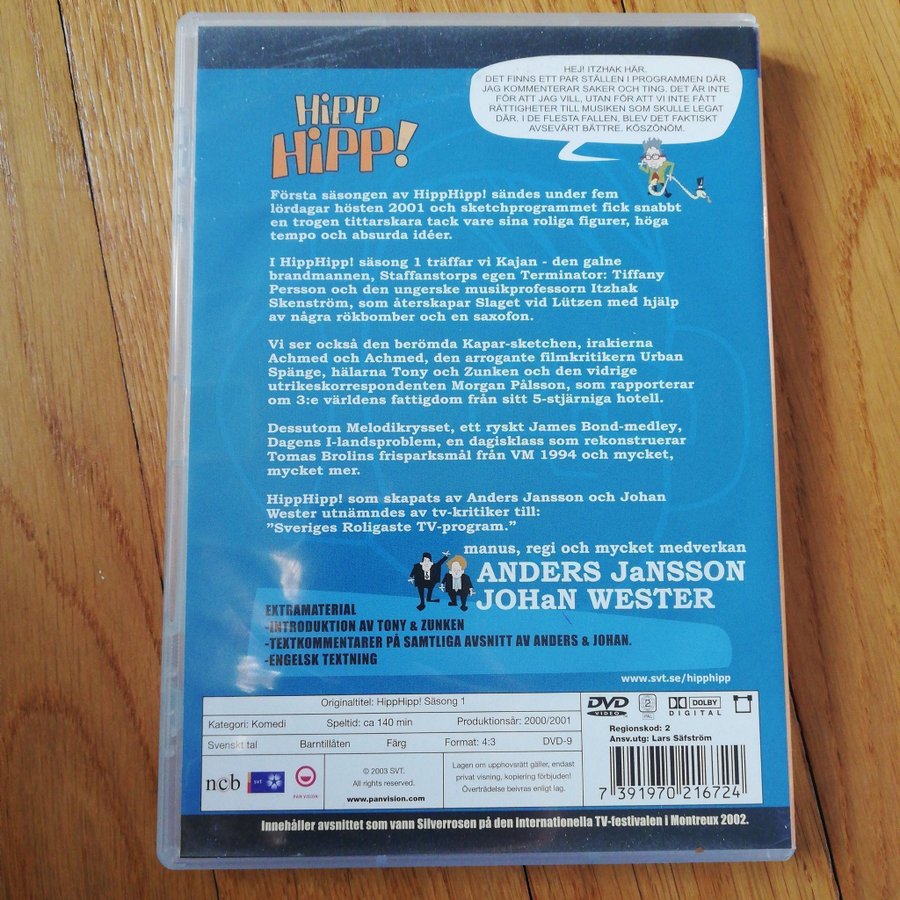 HEJ! ITZHAK HÄR.
DET FINNS ETT PAR STÄLLEN I PROGRAMMEN DÄR
JAG KOMMENTERAR SAKER OCH TING. DET ÄR INTE
FÖR ATT JAG VILL, UTAN FÖR ATT VI INTE FÅTT
RÄTTIGHETER TILL MUSIKEN SOM SKULLE LEGAT
DÄR. I DE FLESTA FALLEN, BLEV DET FAKTISKT
AVSEVÄRT BÄTTRE. KÖSZÖNÖM.
HiPP
HiPP!
Första säsongen av HippHipp! sändes under fem
lördagar hösten 2001 och sketchprogrammet fick snabbt
en trogen tittarskara tack vare sina roliga figurer, höga
tempo och absurda idéer.
I HippHipp! säsong 1 träffar vi Kajan - den galne
brandmannen, Staffanstorps egen Terminator: Tiffany
Persson och den ungerske musikprofessorn Itzhak
Skenström, som återskapar Slaget vid Lützen med hjälp
av några rökbomber och en saxofon.
Vi ser också den berömda Kapar-sketchen, irakierna
Achmed och Achmed, den arrogante filmkritikern Urban
Spänge, hälarna Tony och Zunken och den vidrige
utrikeskorrespondenten Morgan Pålsson, som rapporterar
om 3:e världens fattigdom från sitt 5-stjärniga hotell.
Dessutom Melodikrysset, ett ryskt James Bond-medley,
Dagens I-landsproblem, en dagisklass som rekonstruerar
Tomas Brolins frisparksmål från VM 1994 och mycket,
mycket mer.
HippHipp! som skapats av Anders Jansson och Johan
Wester utnämndes av tv-kritiker till:
"Sveriges Roligaste TV-program."
manus, regi och mycket medverkan
ANDERS JaNSSON
JOHaN WESTER
EXTRAMATERIAL
-INTRODUKTION AV TONY & ZUNKEN
-TEXTKOMMENTARER PÅ SAMTLIGA AVSNITT AV ANDERS & JOHAN.
-ENGELSK TEXTNING
www.svt.se/hipphipp
Originaltitel: HippHipp! Säsong 1
Kategori: Komedi Speltid: ca 140 min Produktionsår: 2000/2001
Svenskt tal Barntillåten Färg Format: 4:3 DVD-9
ncb svt PAN VISION
© 2003 SVT.
All rights reserved.
www.panvision.com
Lagen om upphovsrätt gäller, endast
privat visning, kopiering förbjuden!
Överträdelse beivras enligt lag.
DVD VIDEO 2 PAL DOLBY DIGITAL
Regionskod: 2
Ansv.utg: Lars Säfström
7 391970 216724
Innehåller avsnittet som vann Silverrosen på den internationella TV-festivalen i Montreux 2002.